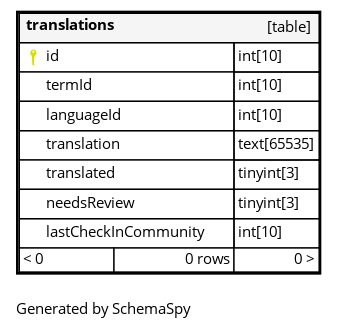 translations [table]
id int[10]
termId int[10]
languageId int[10]
translation text[65535]
translated tinyint[3]
needsReview tinyint[3]
lastCheckInCommunity int[10]
< 0 0 rows 0 >
Generated by SchemaSpy